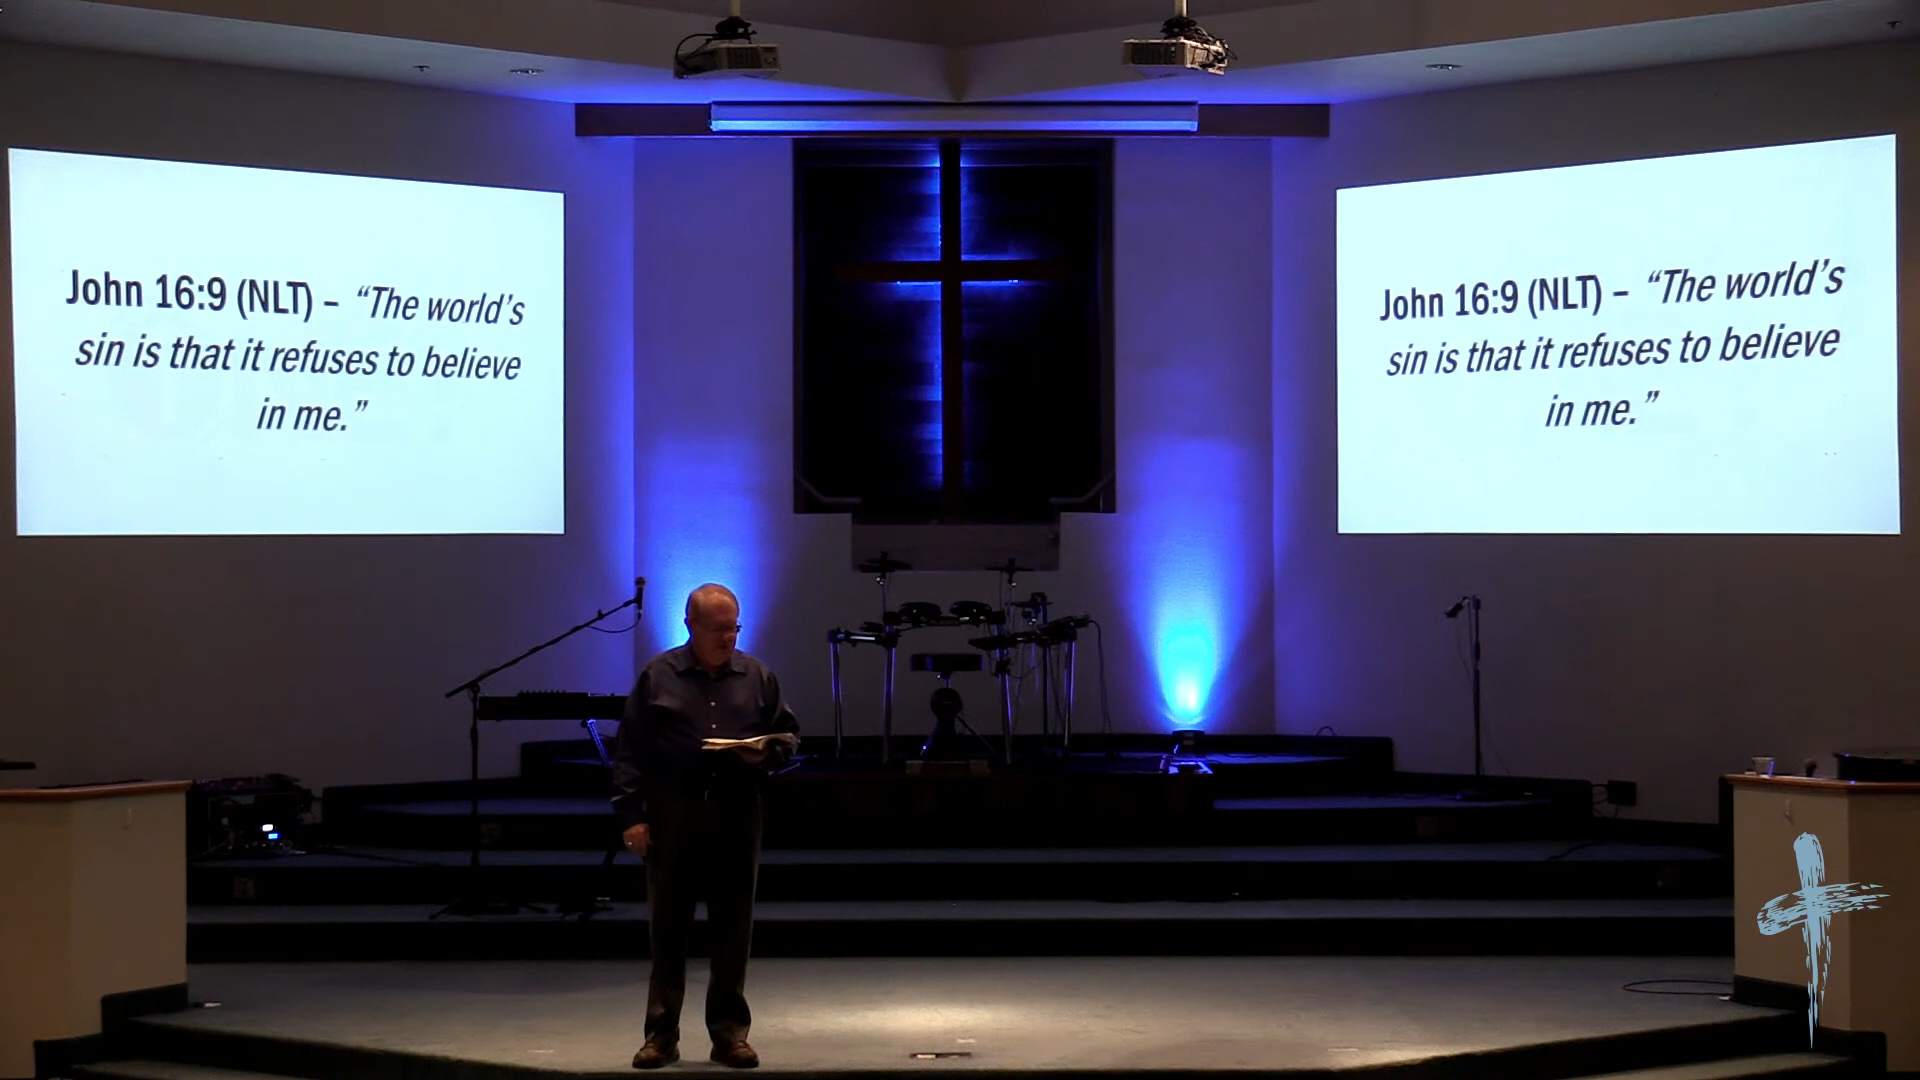 John 16:9 (NLT) – “The world’s
sin is that it refuses to believe
in me.”
John 16:9 (NLT) – “The world’s
sin is that it refuses to believe
in me.”